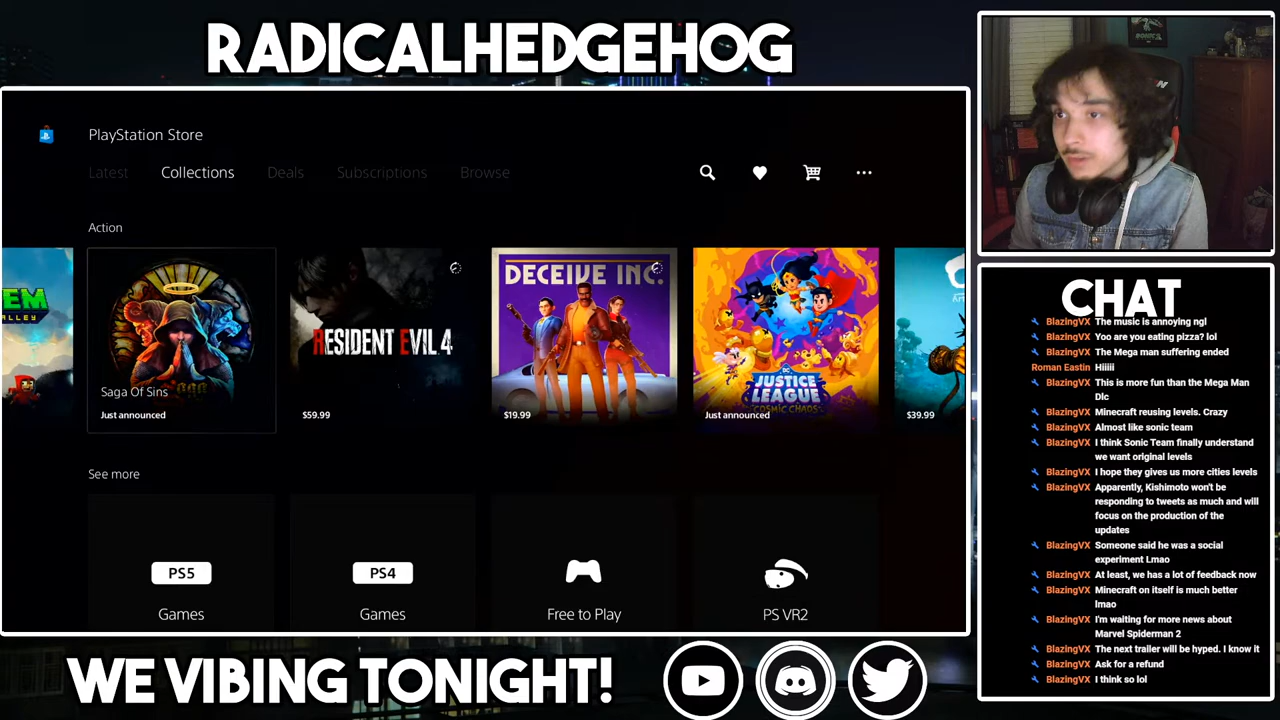 RADICALHEDGEHOG
PlayStation Store
Latest Collections Deals Subscriptions Browse
Action
EM
ALLEY
SAGA
Saga Of Sins
Just announced
RESIDENT EVIL 4
$59.99
DECEIVE INC.
$19.99
DC
JUSTICE
LEAGUE
COSMIC CHAOS
Just announced
$39.99
See more
PS5
Games
PS4
Games
Free to Play
PS VR2
WE VIBING TONIGHT!
CHAT
BlazingVX The music is annoying ngl
BlazingVX Yoo are you eating pizza? lol
BlazingVX The Mega man suffering ended
Roman Eastin Hiiiii
BlazingVX This is more fun than the Mega Man
Dlc
BlazingVX Minecraft reusing levels. Crazy
BlazingVX Almost like sonic team
BlazingVX I think Sonic Team finally understand
we want original levels
BlazingVX I hope they gives us more cities levels
BlazingVX Apparently, Kishimoto won't be
responding to tweets as much and will
focus on the production of the
updates
BlazingVX Someone said he was a social
experiment Lmao
BlazingVX At least, we has a lot of feedback now
BlazingVX Minecraft on itself is much better
lmao
BlazingVX I'm waiting for more news about
Marvel Spiderman 2
BlazingVX The next trailer will be hyped. I know it
BlazingVX Ask for a refund
BlazingVX I think so lol